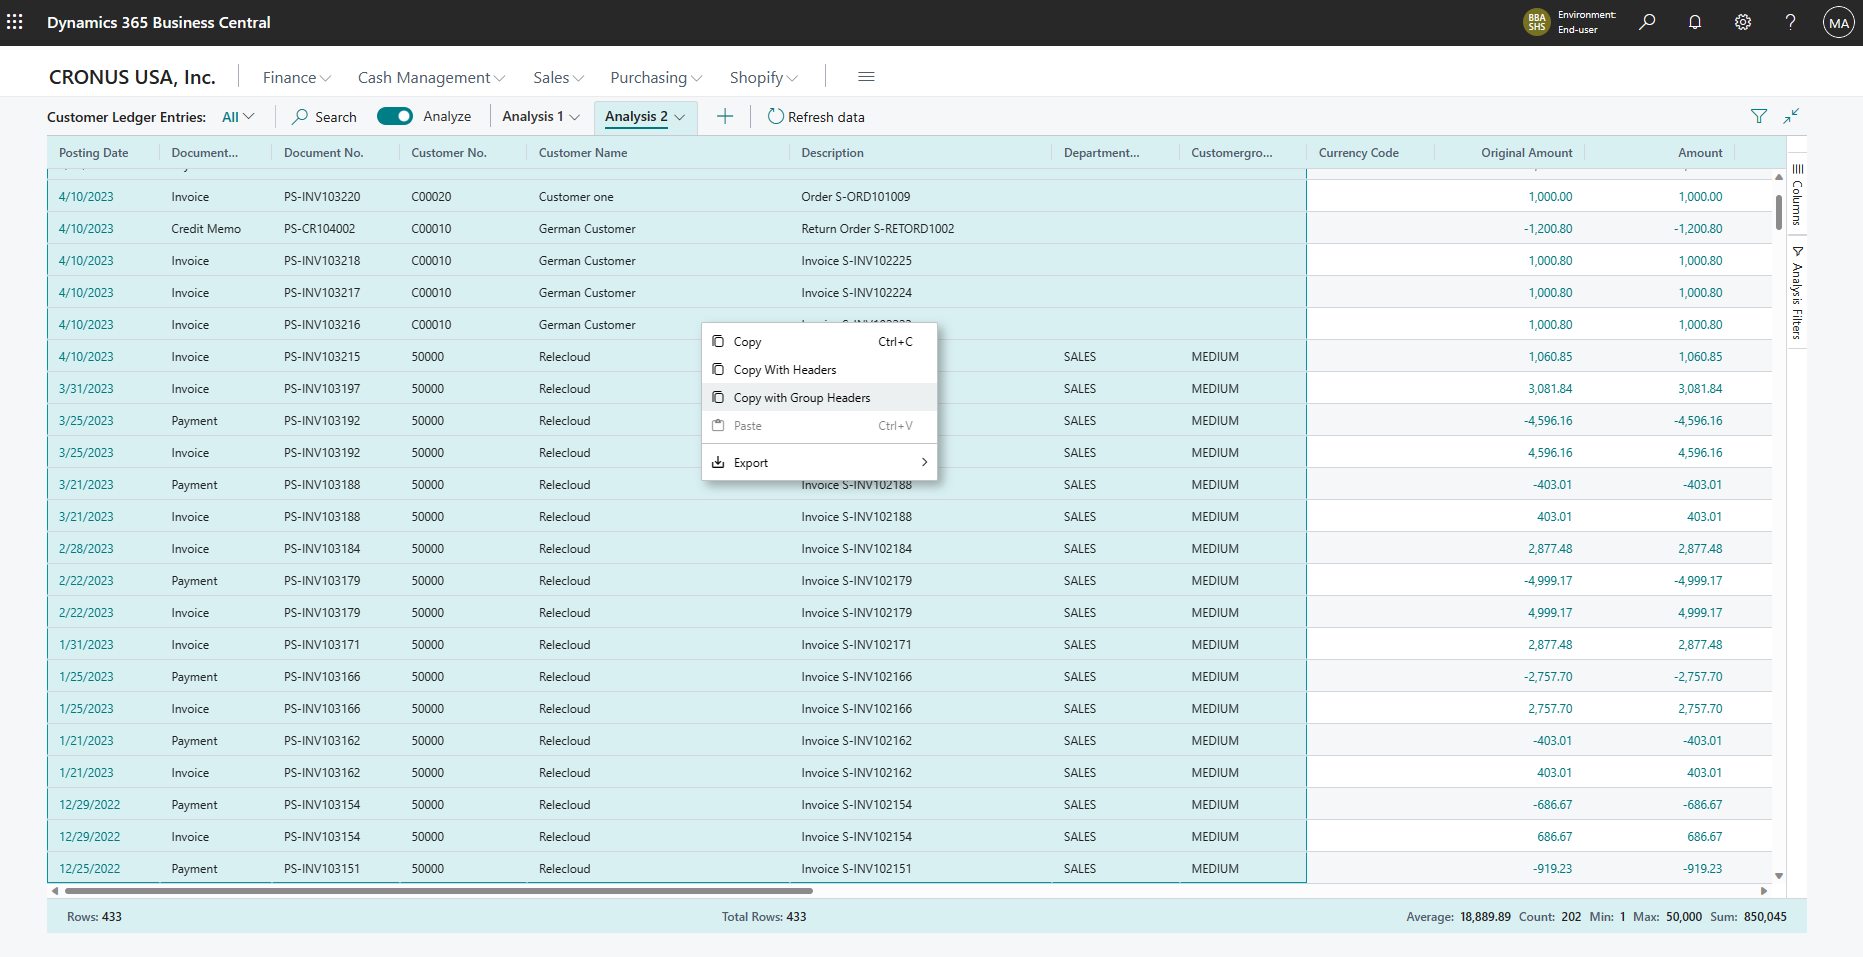 Dynamics 365 Business Central
BBA SHS Environment: End-user ? MA
CRONUS USA, Inc. Finance Cash Management Sales Purchasing Shopify
Customer Ledger Entries: All Search Analyze Analysis 1 Analysis 2 Refresh data
Posting Date Document... Document No. Customer No. Customer Name Description Department... Customergro... Currency Code Original Amount Amount
4/10/2023 Invoice PS-INV103220 C00020 Customer one Order S-ORD101009 1,000.00 1,000.00
4/10/2023 Credit Memo PS-CR104002 C00010 German Customer Return Order S-RETORD1002 -1,200.80 -1,200.80
4/10/2023 Invoice PS-INV103218 C00010 German Customer Invoice S-INV102225 1,000.80 1,000.80
4/10/2023 Invoice PS-INV103217 C00010 German Customer Invoice S-INV102224 1,000.80 1,000.80
4/10/2023 Invoice PS-INV103216 C00010 German Customer 1,000.80 1,000.80
4/10/2023 Invoice PS-INV103215 50000 Relecloud SALES MEDIUM 1,060.85 1,060.85
3/31/2023 Invoice PS-INV103197 50000 Relecloud SALES MEDIUM 3,081.84 3,081.84
3/25/2023 Payment PS-INV103192 50000 Relecloud SALES MEDIUM -4,596.16 -4,596.16
3/25/2023 Invoice PS-INV103192 50000 Relecloud SALES MEDIUM 4,596.16 4,596.16
3/21/2023 Payment PS-INV103188 50000 Relecloud Invoice S-INV102188 SALES MEDIUM -403.01 -403.01
3/21/2023 Invoice PS-INV103188 50000 Relecloud Invoice S-INV102188 SALES MEDIUM 403.01 403.01
2/28/2023 Invoice PS-INV103184 50000 Relecloud Invoice S-INV102184 SALES MEDIUM 2,877.48 2,877.48
2/22/2023 Payment PS-INV103179 50000 Relecloud Invoice S-INV102179 SALES MEDIUM -4,999.17 -4,999.17
2/22/2023 Invoice PS-INV103179 50000 Relecloud Invoice S-INV102179 SALES MEDIUM 4,999.17 4,999.17
1/31/2023 Invoice PS-INV103171 50000 Relecloud Invoice S-INV102171 SALES MEDIUM 2,877.48 2,877.48
1/25/2023 Payment PS-INV103166 50000 Relecloud Invoice S-INV102166 SALES MEDIUM -2,757.70 -2,757.70
1/25/2023 Invoice PS-INV103166 50000 Relecloud Invoice S-INV102166 SALES MEDIUM 2,757.70 2,757.70
1/21/2023 Payment PS-INV103162 50000 Relecloud Invoice S-INV102162 SALES MEDIUM -403.01 -403.01
1/21/2023 Invoice PS-INV103162 50000 Relecloud Invoice S-INV102162 SALES MEDIUM 403.01 403.01
12/29/2022 Payment PS-INV103154 50000 Relecloud Invoice S-INV102154 SALES MEDIUM -686.67 -686.67
12/29/2022 Invoice PS-INV103154 50000 Relecloud Invoice S-INV102154 SALES MEDIUM 686.67 686.67
12/25/2022 Payment PS-INV103151 50000 Relecloud Invoice S-INV102151 SALES MEDIUM -919.23 -919.23
Copy Ctrl+C
Copy With Headers
Copy with Group Headers
Paste Ctrl+V
Export
Columns
Analysis Filters
Rows: 433 Total Rows: 433 Average: 18,889.89 Count: 202 Min: 1 Max: 50,000 Sum: 850,045